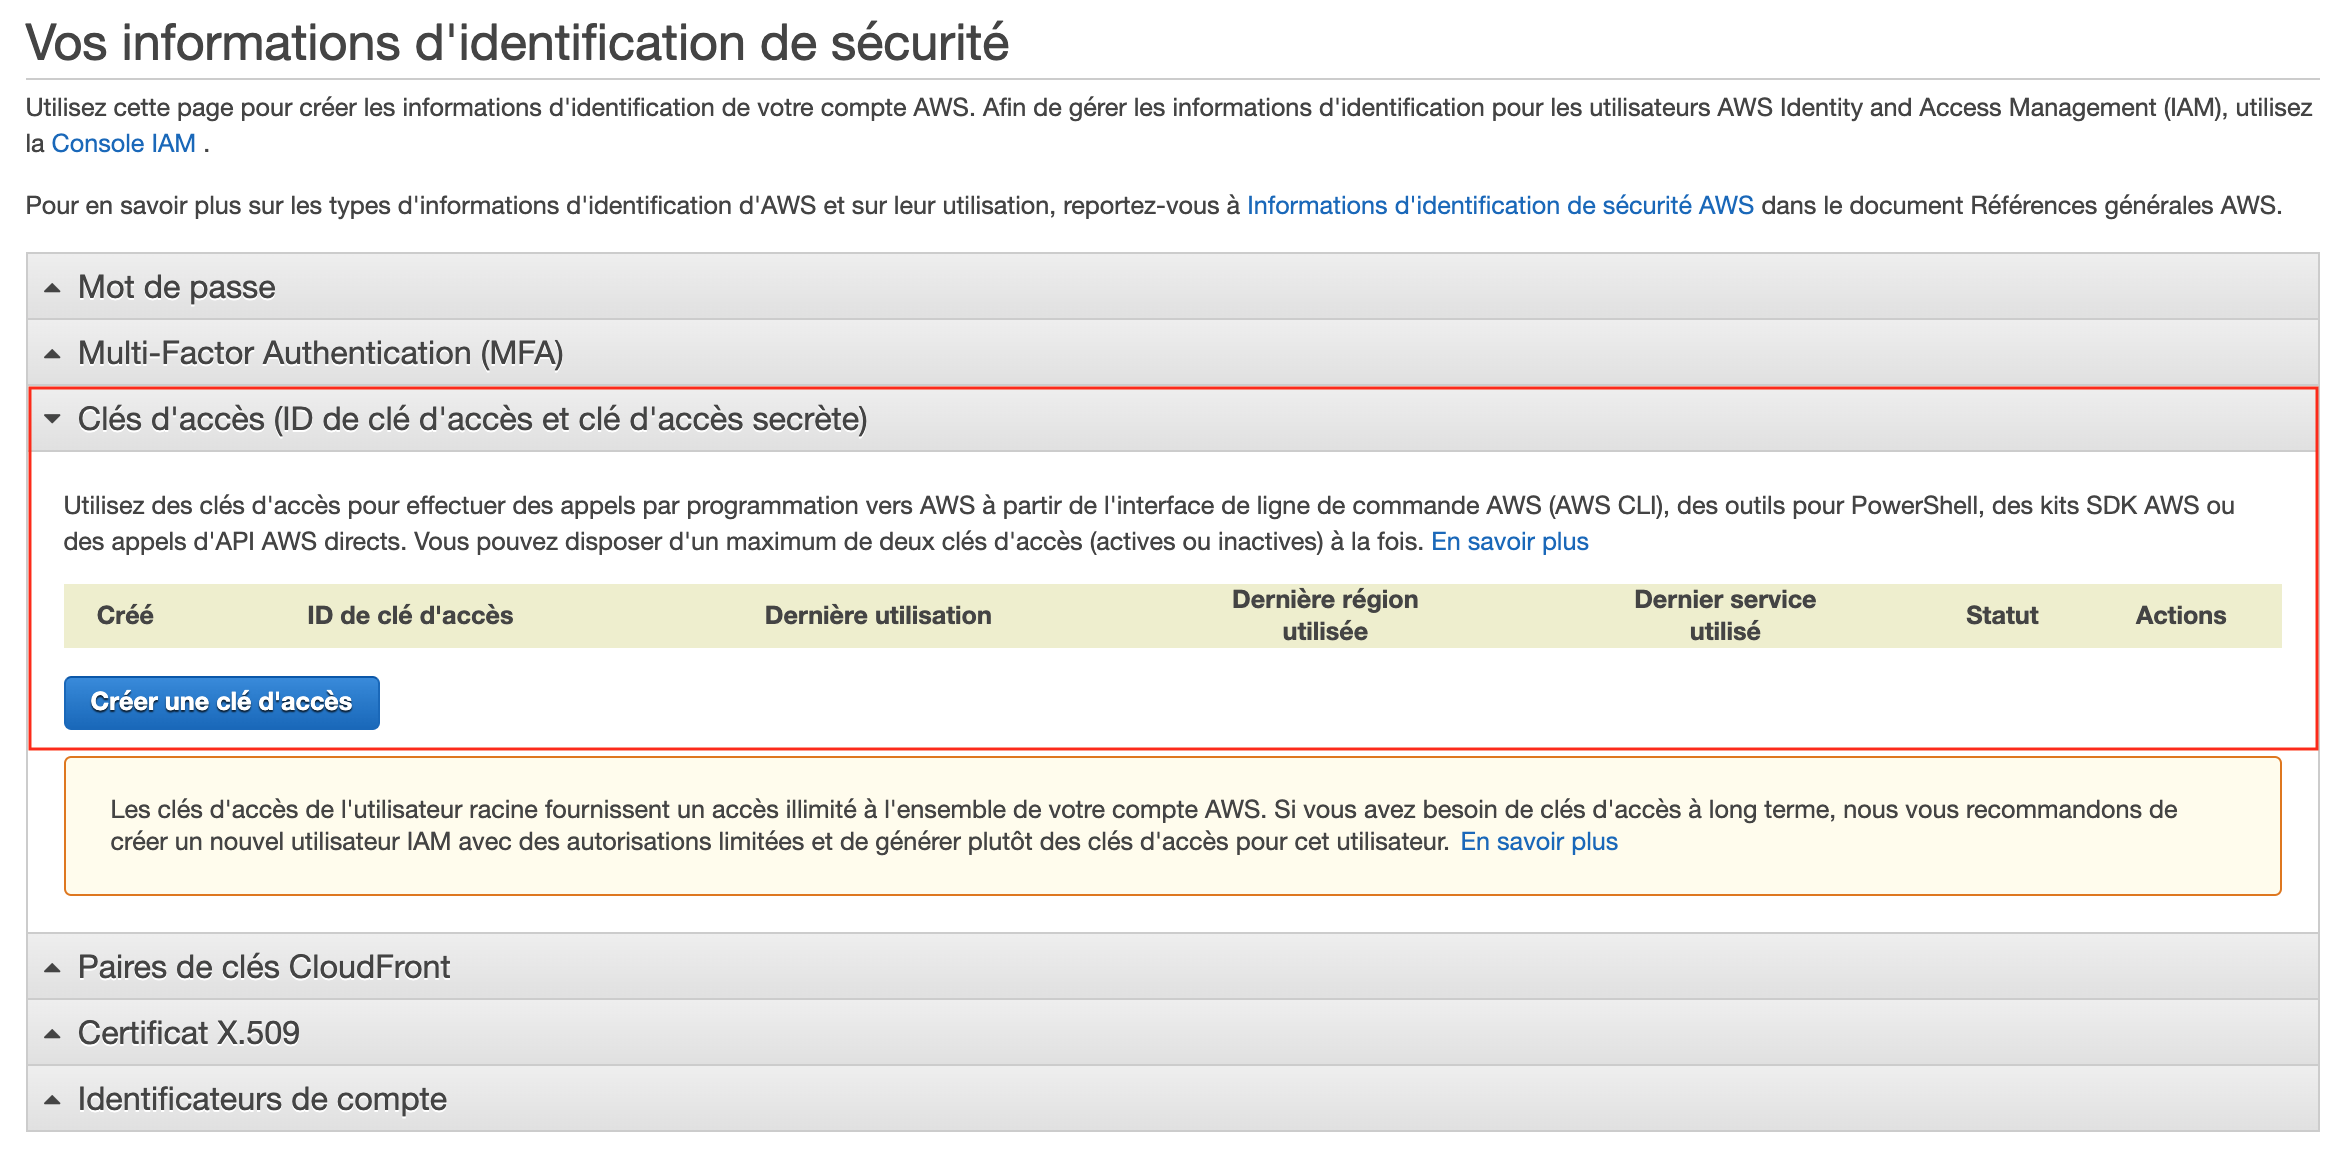 Vos informations d'identification de sécurité
Utilisez cette page pour créer les informations d'identification de votre compte AWS. Afin de gérer les informations d'identification pour les utilisateurs AWS Identity and Access Management (IAM), utilisez
la Console IAM .
Pour en savoir plus sur les types d'informations d'identification d'AWS et sur leur utilisation, reportez-vous à Informations d'identification de sécurité AWS dans le document Références générales AWS.
Mot de passe
Multi-Factor Authentication (MFA)
Clés d'accès (ID de clé d'accès et clé d'accès secrète)
Utilisez des clés d'accès pour effectuer des appels par programmation vers AWS à partir de l'interface de ligne de commande AWS (AWS CLI), des outils pour PowerShell, des kits SDK AWS ou
des appels d'API AWS directs. Vous pouvez disposer d'un maximum de deux clés d'accès (actives ou inactives) à la fois. En savoir plus
Créé ID de clé d'accès Dernière utilisation Dernière région utilisée Dernier service utilisé Statut Actions
Créer une clé d'accès
Les clés d'accès de l'utilisateur racine fournissent un accès illimité à l'ensemble de votre compte AWS. Si vous avez besoin de clés d'accès à long terme, nous vous recommandons de
créer un nouvel utilisateur IAM avec des autorisations limitées et de générer plutôt des clés d'accès pour cet utilisateur. En savoir plus
Paires de clés CloudFront
Certificat X.509
Identificateurs de compte